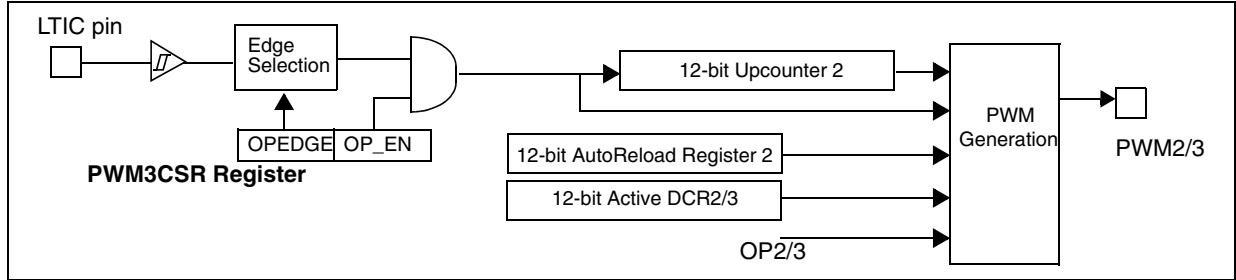 LTIC pin
Edge
Selection
12-bit Upcounter 2
OPEDGE OP_EN
PWM3CSR Register
12-bit AutoReload Register 2
12-bit Active DCR2/3
OP2/3
PWM
Generation
PWM2/3